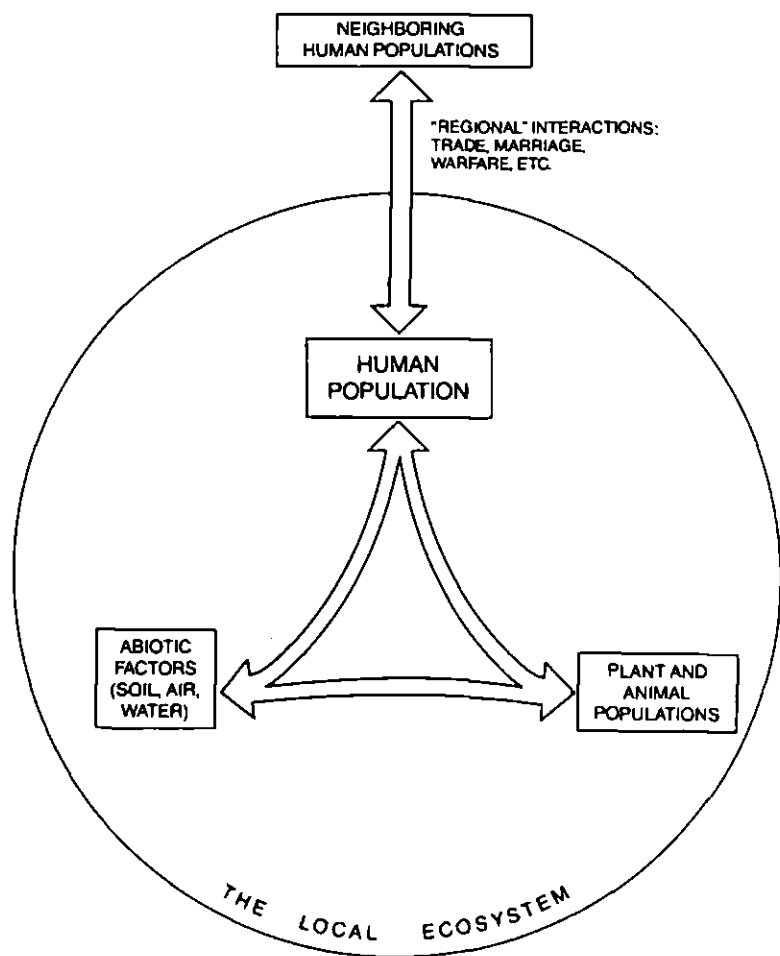 NEIGHBORING
HUMAN POPULATIONS
"REGIONAL" INTERACTIONS:
TRADE, MARRIAGE,
WARFARE, ETC.
HUMAN
POPULATION
ABIOTIC
FACTORS
(SOIL, AIR,
WATER)
PLANT AND
ANIMAL
POPULATIONS
THE LOCAL ECOSYSTEM